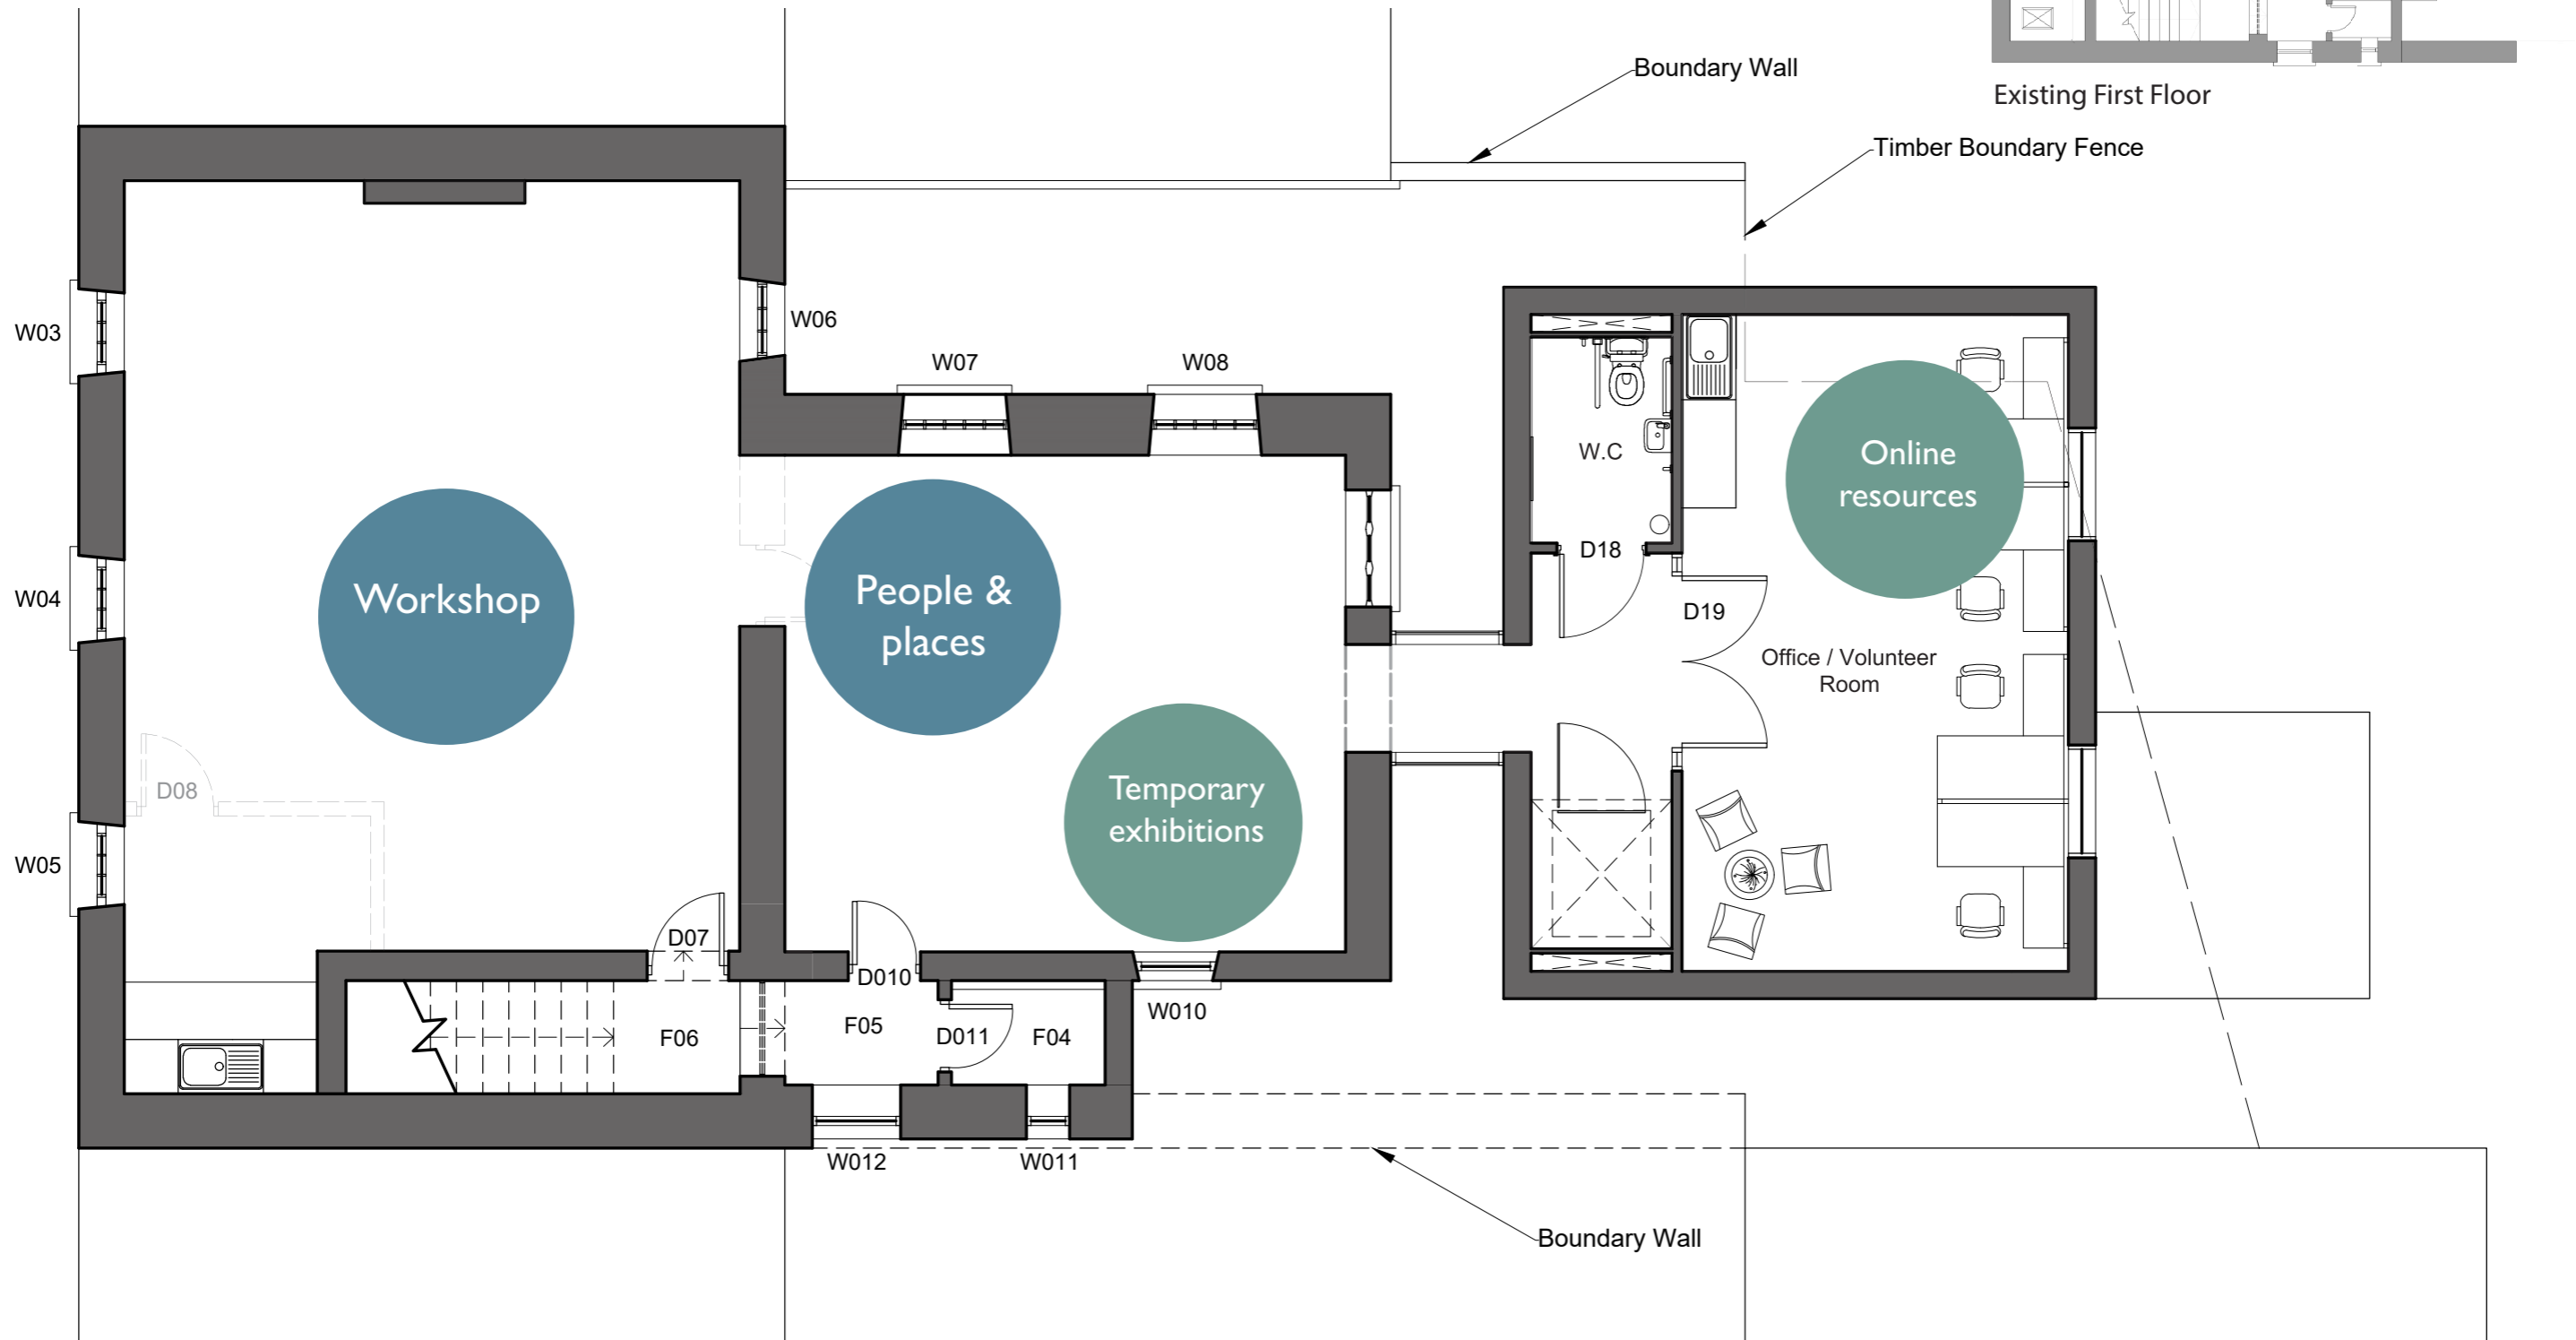 Boundary Wall
Existing First Floor
Timber Boundary Fence
W03
W06
W07
W08
Online
resources
W.C
D18
W04
Workshop
People &
places
D19
Office / Volunteer
Room
D08
Temporary
exhibitions
W05
D07
D010
W010
F06
F05
D011
F04
W012
W011
Boundary Wall